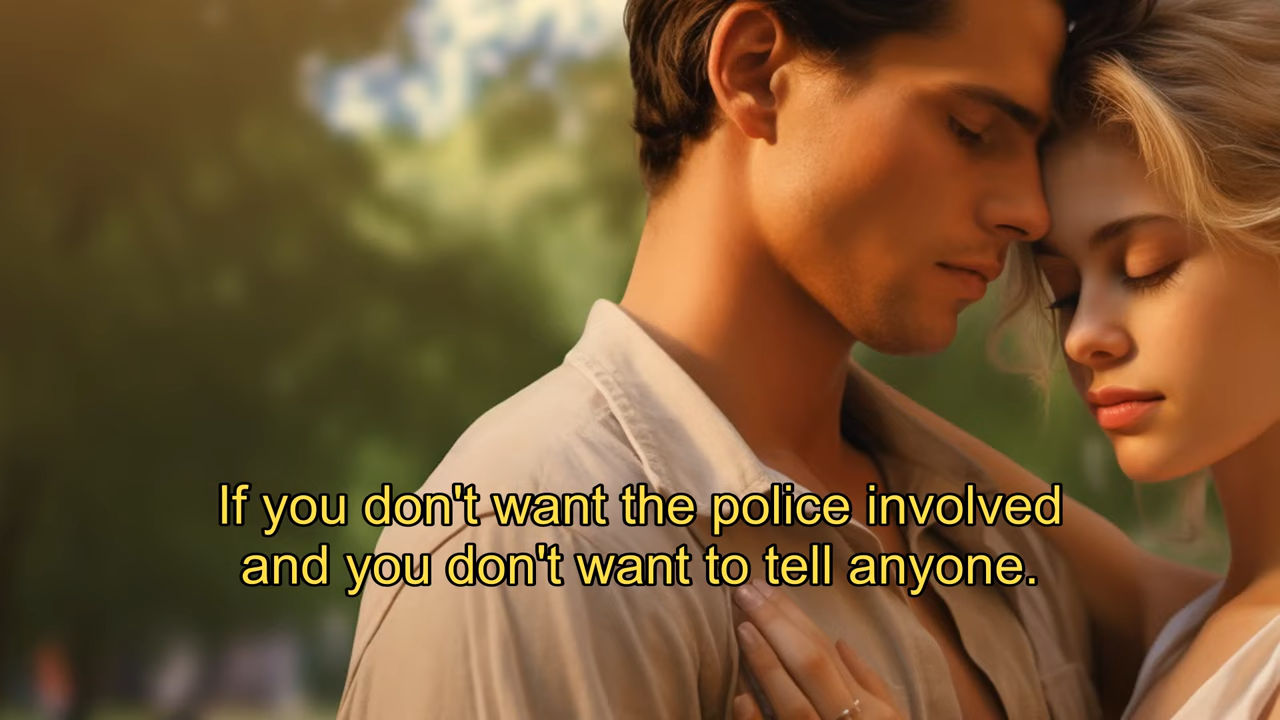 If you don't want the police involved
and you don't want to tell anyone.